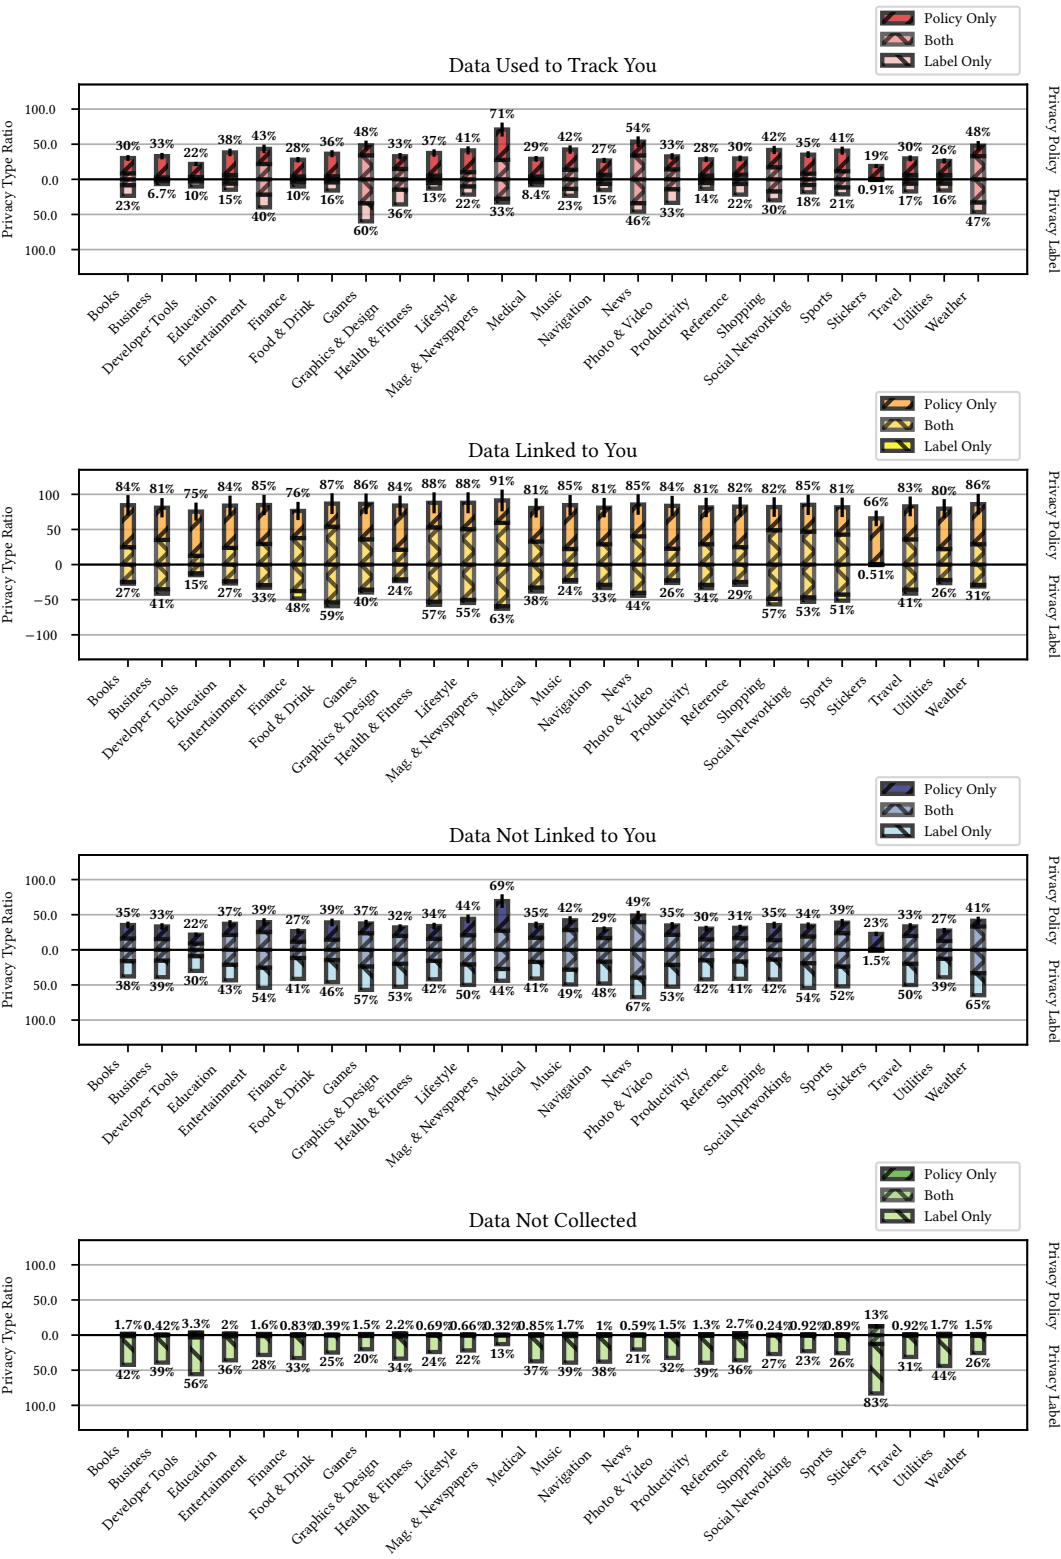 Policy Only
Both
Label Only
Data Used to Track You
Privacy Type Ratio
100.0
50.0
0.0
50.0
100.0
30% 33% 22% 38% 43% 28% 36% 48% 33% 37% 41% 71% 29% 42% 27% 54% 33% 28% 30% 42% 35% 41% 19% 30% 26% 48%
23% 6.7% 10% 15% 40% 10% 16% 60% 36% 13% 22% 33% 8.4% 23% 15% 46% 33% 14% 22% 30% 18% 21% 0.91% 17% 16% 47%
Privacy Policy
Privacy Label
Books Business Developer Tools Education Entertainment Finance Food & Drink Games Graphics & Design Health & Fitness Lifestyle Mag. & Newspapers Medical Music Navigation News Photo & Video Productivity Reference Shopping Social Networking Sports Stickers Travel Utilities Weather
Policy Only
Both
Label Only
Data Linked to You
Privacy Type Ratio
100
50
0
−50
−100
84% 81% 75% 84% 85% 76% 87% 86% 84% 88% 88% 91% 81% 85% 81% 85% 84% 81% 82% 82% 85% 81% 66% 83% 80% 86%
27% 41% 15% 27% 33% 48% 59% 40% 24% 57% 55% 63% 38% 24% 33% 44% 26% 34% 29% 57% 53% 51% 0.51% 41% 26% 31%
Privacy Policy
Privacy Label
Books Business Developer Tools Education Entertainment Finance Food & Drink Games Graphics & Design Health & Fitness Lifestyle Mag. & Newspapers Medical Music Navigation News Photo & Video Productivity Reference Shopping Social Networking Sports Stickers Travel Utilities Weather
Policy Only
Both
Label Only
Data Not Linked to You
Privacy Type Ratio
100.0
50.0
0.0
50.0
100.0
35% 33% 22% 37% 39% 27% 39% 37% 32% 34% 44% 69% 35% 42% 29% 49% 35% 30% 31% 35% 34% 39% 23% 33% 27% 41%
38% 39% 30% 43% 54% 41% 46% 57% 53% 42% 50% 44% 41% 49% 48% 67% 53% 42% 41% 42% 54% 52% 1.5% 50% 39% 65%
Privacy Policy
Privacy Label
Books Business Developer Tools Education Entertainment Finance Food & Drink Games Graphics & Design Health & Fitness Lifestyle Mag. & Newspapers Medical Music Navigation News Photo & Video Productivity Reference Shopping Social Networking Sports Stickers Travel Utilities Weather
Policy Only
Both
Label Only
Data Not Collected
Privacy Type Ratio
100.0
50.0
0.0
50.0
100.0
1.7% 0.42% 3.3% 2% 1.6% 0.83% 0.39% 1.5% 2.2% 0.69% 0.66% 0.32% 0.85% 1.7% 1% 0.59% 1.5% 1.3% 2.7% 0.24% 0.92% 0.89% 13% 0.92% 1.7% 1.5%
42% 39% 56% 36% 28% 33% 25% 20% 34% 24% 22% 13% 37% 39% 38% 21% 32% 39% 36% 27% 23% 26% 83% 31% 44% 26%
Privacy Policy
Privacy Label
Books Business Developer Tools Education Entertainment Finance Food & Drink Games Graphics & Design Health & Fitness Lifestyle Mag. & Newspapers Medical Music Navigation News Photo & Video Productivity Reference Shopping Social Networking Sports Stickers Travel Utilities Weather